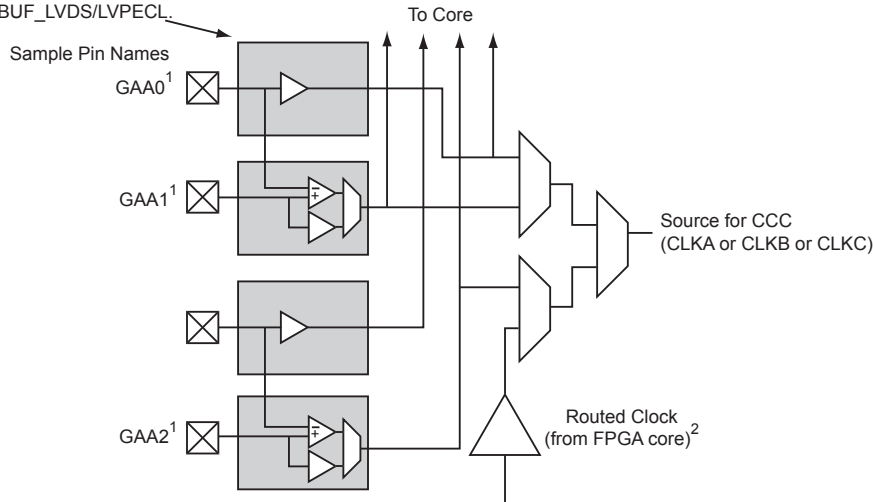 BUF_LVDS/LVPECL.
To Core
Sample Pin Names
GAA0¹
GAA1¹
Source for CCC
(CLKA or CLKB or CLKC)
GAA2¹
Routed Clock
(from FPGA core)²